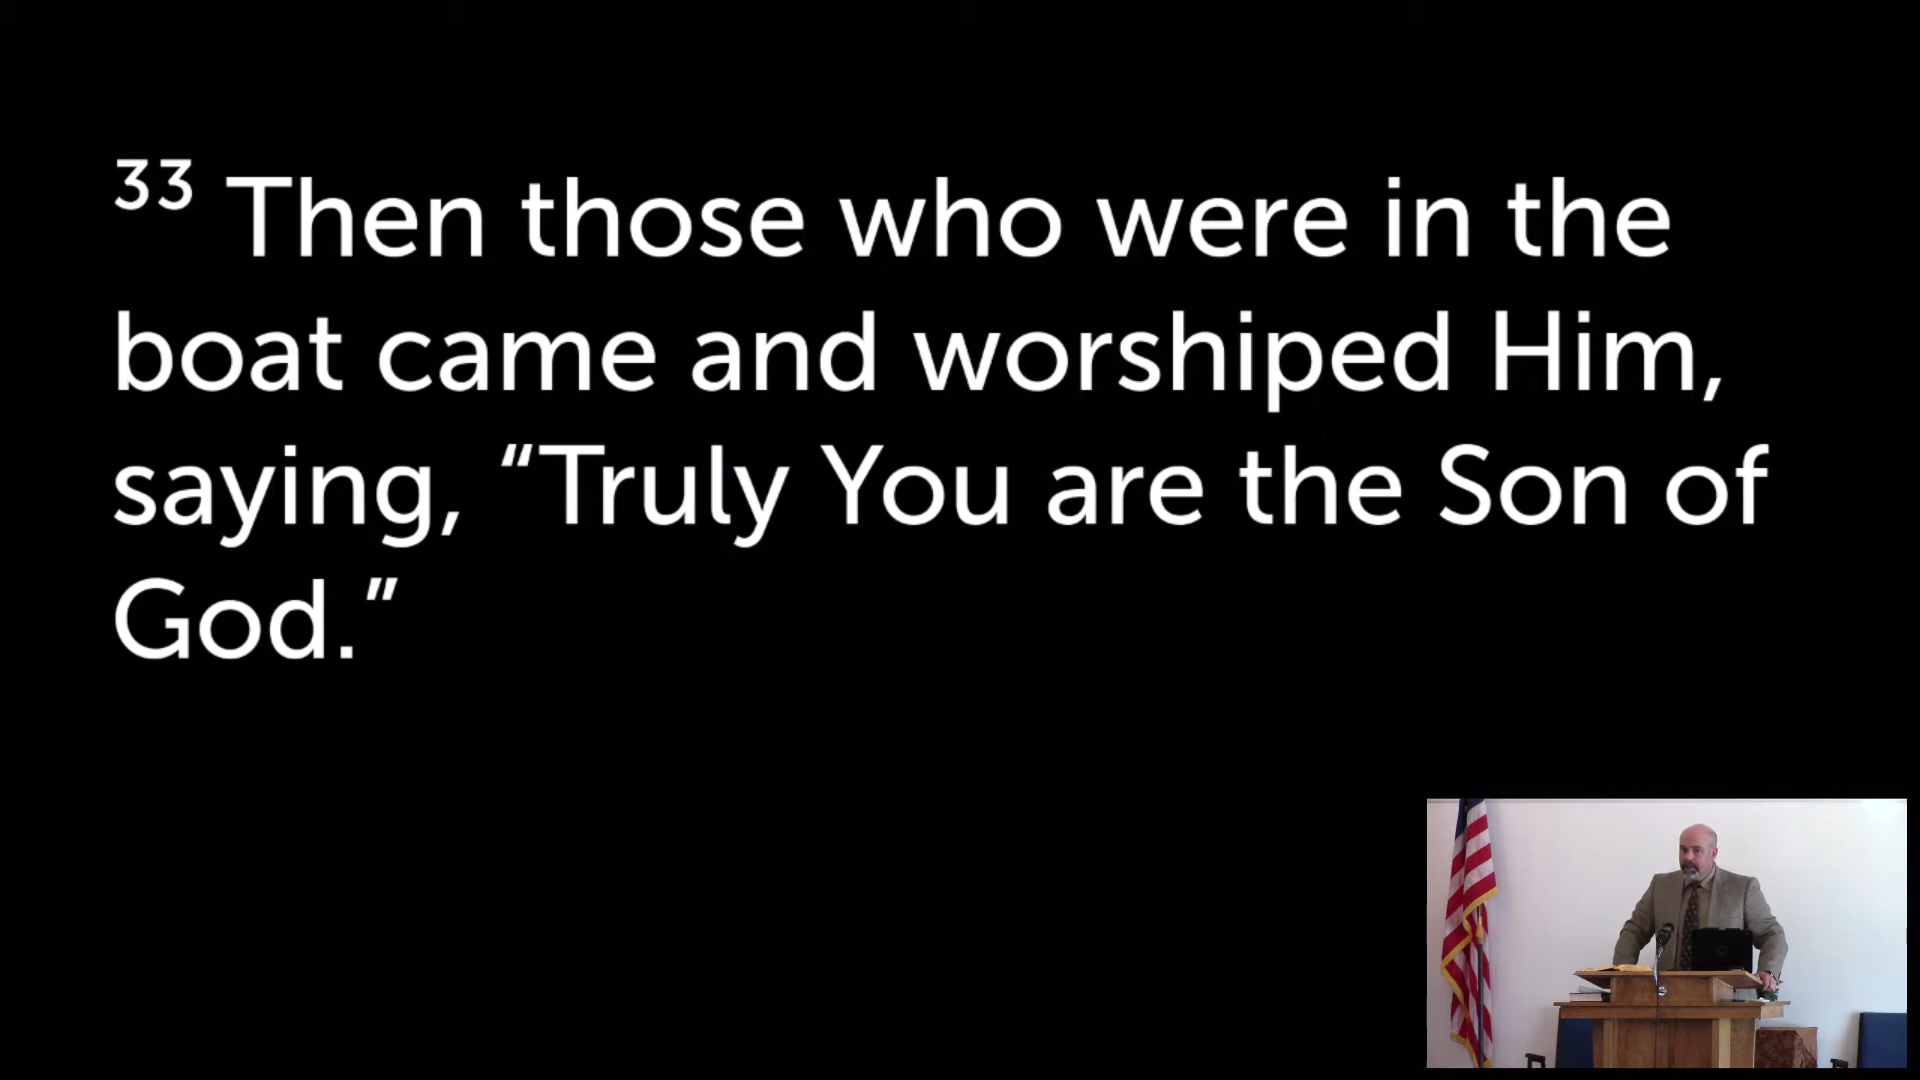 33 Then those who were in the
boat came and worshiped Him,
saying, “Truly You are the Son of
God.”